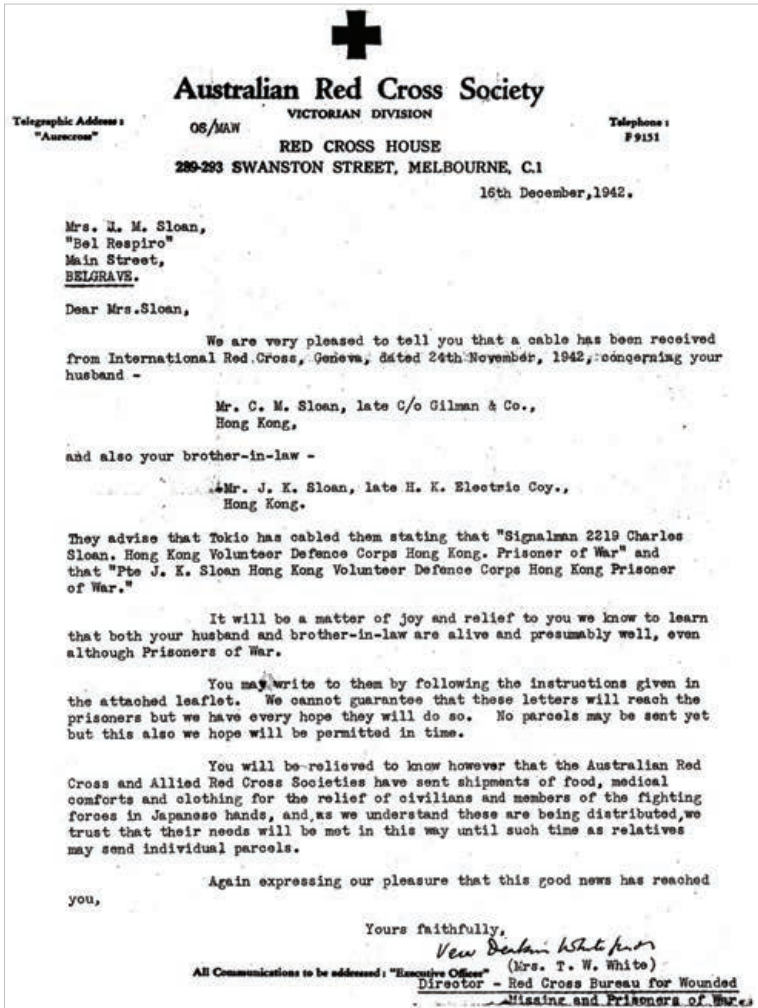 Australian Red Cross Society
VICTORIAN DIVISION
Telegraphic Address :
"Aurecross"
OS/MAW
Telephone :
F 9151
RED CROSS HOUSE
289-293 SWANSTON STREET, MELBOURNE, C.1
16th December,1942.
Mrs. J. M. Sloan,
"Bel Respiro"
Main Street,
BELGRAVE.
Dear Mrs.Sloan,
We are very pleased to tell you that a cable has been received
from International Red Cross, Geneva, dated 24th November, 1942, concerning your
husband -
Mr. C. M. Sloan, late C/o Gilman & Co.,
Hong Kong,
and also your brother-in-law -
Mr. J. K. Sloan, late H. K. Electric Coy.,
Hong Kong.
They advise that Tokio has cabled them stating that "Signalman 2219 Charles
Sloan. Hong Kong Volunteer Defence Corps Hong Kong. Prisoner of War" and
that "Pte J. K. Sloan Hong Kong Volunteer Defence Corps Hong Kong Prisoner
of War."
It will be a matter of joy and relief to you we know to learn
that both your husband and brother-in-law are alive and presumably well, even
although Prisoners of War.
You may write to them by following the instructions given in
the attached leaflet. We cannot guarantee that these letters will reach the
prisoners but we have every hope they will do so. No parcels may be sent yet
but this also we hope will be permitted in time.
You will be relieved to know however that the Australian Red
Cross and Allied Red Cross Societies have sent shipments of food, medical
comforts and clothing for the relief of civilians and members of the fighting
forces in Japanese hands, and,as we understand these are being distributed,we
trust that their needs will be met in this way until such time as relatives
may send individual parcels.
Again expressing our pleasure that this good news has reached
you,
Yours faithfully,
Vera Deakin White
(Mrs. T. W. White)
All Communications to be addressed : "Executive Officer"
Director - Red Cross Bureau for Wounded
Missing and Prisoners of War.